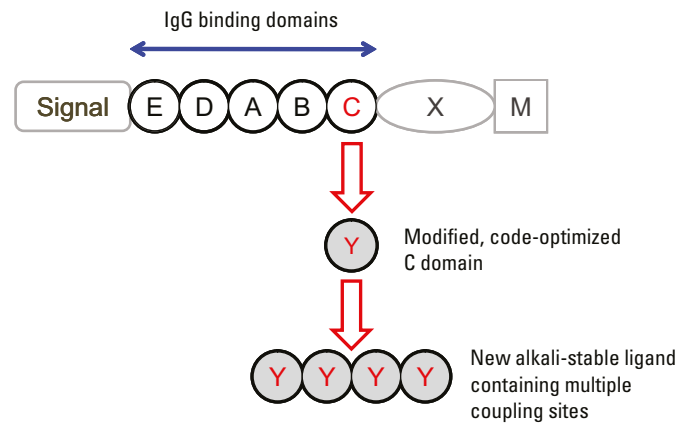 IgG binding domains
Signal E D A B C X M
Y Modified, code-optimized
C domain
Y Y Y Y New alkali-stable ligand
containing multiple
coupling sites